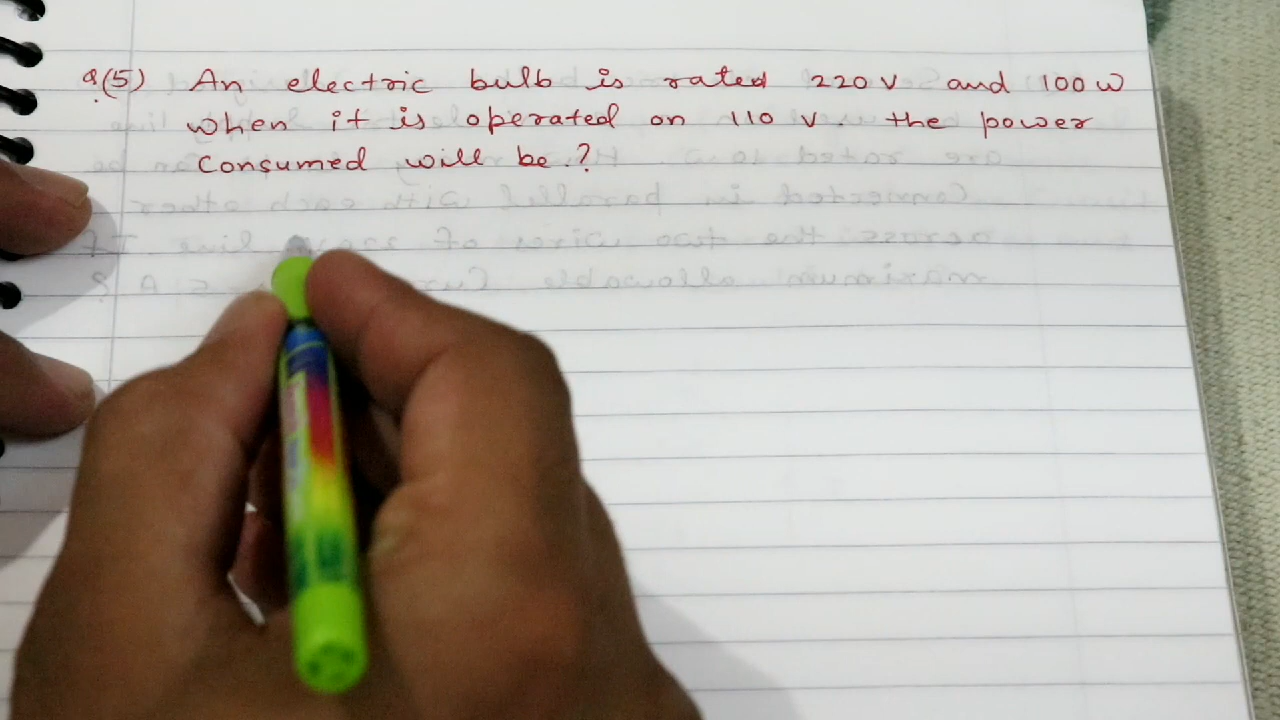 Q(5) An electric bulb is rated 220 V and 100 W
when it is operated on 110 V. the power
Consumed will be.?